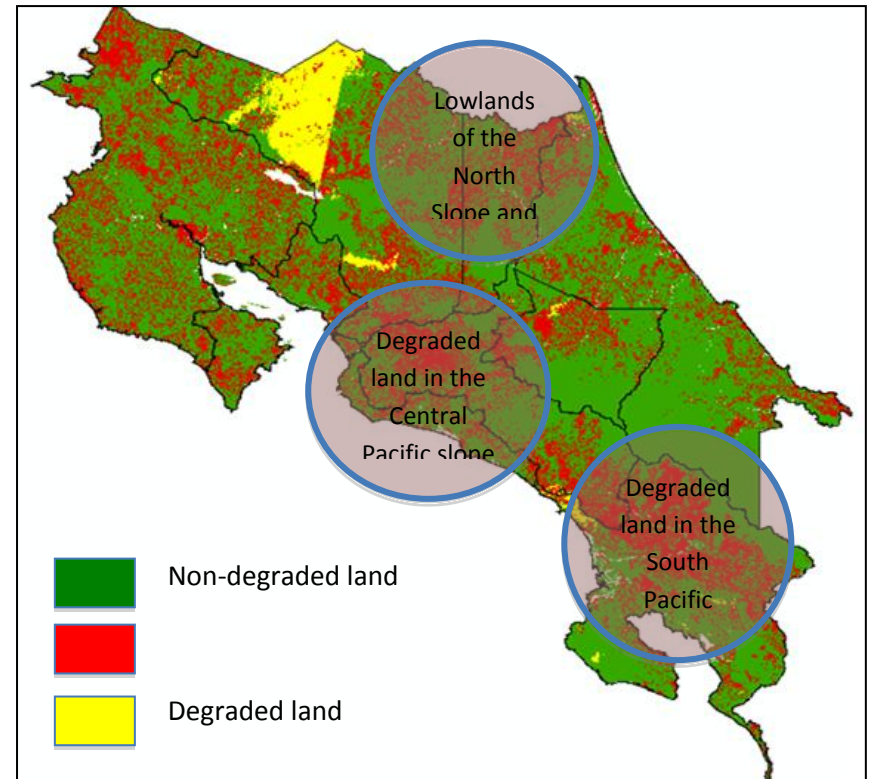 Lowlands
of the
North
Slope and
Degraded
land in the
Central
Pacific slope
Degraded
land in the
South
Pacific
Non-degraded land
Degraded land